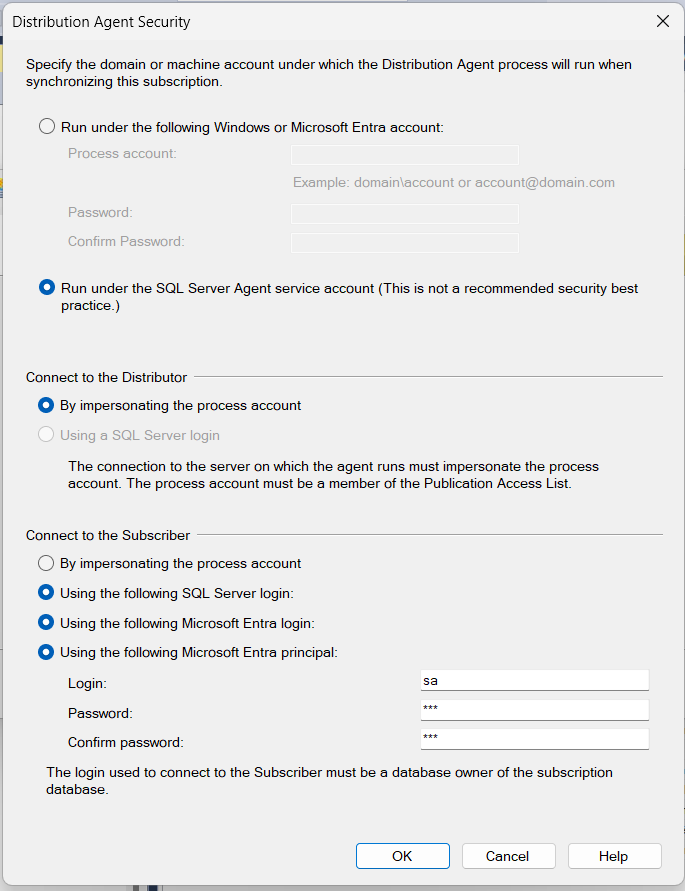 Distribution Agent Security
Specify the domain or machine account under which the Distribution Agent process will run when
synchronizing this subscription.
Run under the following Windows or Microsoft Entra account:
Process account:
Example: domain\account or account@domain.com
Password:
Confirm Password:
Run under the SQL Server Agent service account (This is not a recommended security best
practice.)
Connect to the Distributor
By impersonating the process account
Using a SQL Server login
The connection to the server on which the agent runs must impersonate the process
account. The process account must be a member of the Publication Access List.
Connect to the Subscriber
By impersonating the process account
Using the following SQL Server login:
Using the following Microsoft Entra login:
Using the following Microsoft Entra principal:
Login: sa
Password: ***
Confirm password: ***
The login used to connect to the Subscriber must be a database owner of the subscription
database.
OK Cancel Help